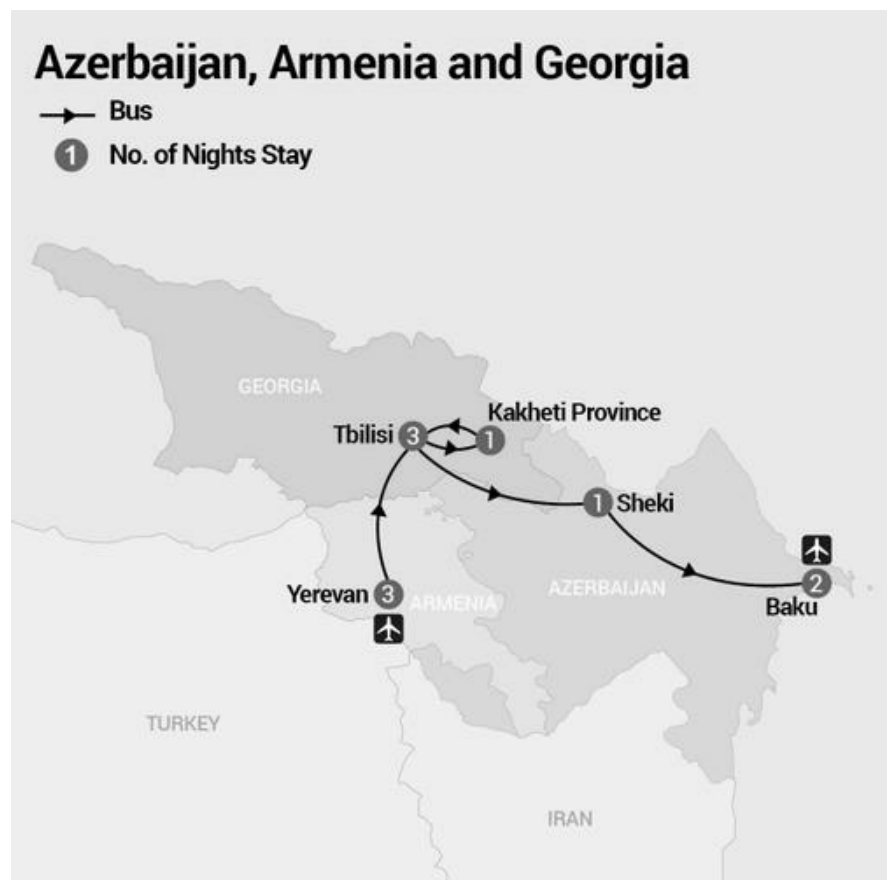 Azerbaijan, Armenia and Georgia
Bus
1 No. of Nights Stay
GEORGIA
Kakheti Province
Tbilisi 3 1
1 Sheki
Yerevan 3 ARMENIA
AZERBAIJAN
2
Baku
TURKEY
IRAN